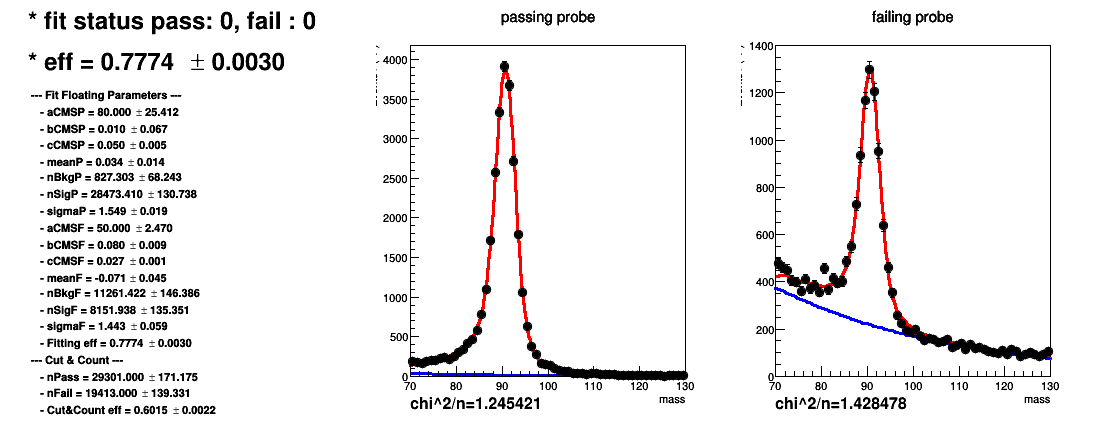 * fit status pass: 0, fail : 0
* eff = 0.7774 ± 0.0030
--- Fit Floating Parameters ---
- aCMSP = 80.000 ± 25.412
- bCMSP = 0.010 ± 0.067
- cCMSP = 0.050 ± 0.005
- meanP = 0.034 ± 0.014
- nBkgP = 827.303 ± 68.243
- nSigP = 28473.410 ± 130.738
- sigmaP = 1.549 ± 0.019
- aCMSF = 50.000 ± 2.470
- bCMSF = 0.080 ± 0.009
- cCMSF = 0.027 ± 0.001
- meanF = -0.071 ± 0.045
- nBkgF = 11261.422 ± 146.386
- nSigF = 8151.938 ± 135.351
- sigmaF = 1.443 ± 0.059
- Fitting eff = 0.7774 ± 0.0030
--- Cut & Count ---
- nPass = 29301.000 ± 171.175
- nFail = 19413.000 ± 139.331
- Cut&Count eff = 0.6015 ± 0.0022
passing probe
4000
3500
3000
2500
2000
1500
1000
500
0
70 80 90 100 110 120 130
mass
chi^2/n=1.245421
failing probe
1400
1200
1000
800
600
400
200
0
70 80 90 100 110 120 130
mass
chi^2/n=1.428478